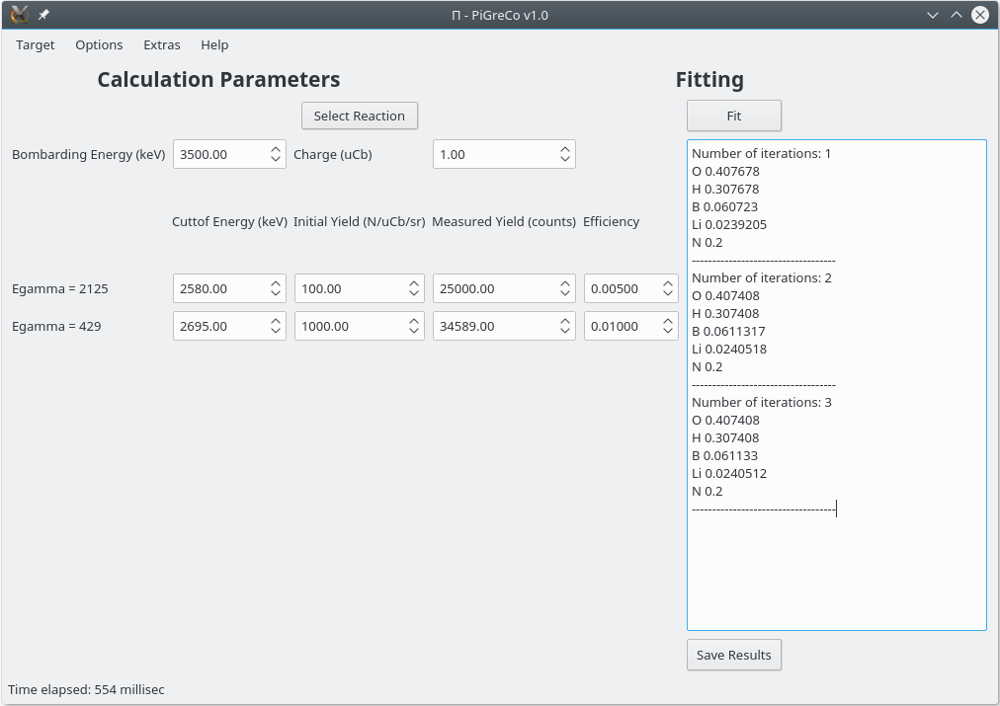 Π - PiGreCo v1.0
Target Options Extras Help
Calculation Parameters
Fitting
Select Reaction
Fit
Bombarding Energy (keV) 3500.00 Charge (uCb) 1.00
Cuttof Energy (keV) Initial Yield (N/uCb/sr) Measured Yield (counts) Efficiency
Egamma = 2125 2580.00 100.00 25000.00 0.00500
Egamma = 429 2695.00 1000.00 34589.00 0.01000
Number of iterations: 1
O 0.407678
H 0.307678
B 0.060723
Li 0.0239205
N 0.2
-----------------------------------
Number of iterations: 2
O 0.407408
H 0.307408
B 0.0611317
Li 0.0240518
N 0.2
-----------------------------------
Number of iterations: 3
O 0.407408
H 0.307408
B 0.061133
Li 0.0240512
N 0.2
-----------------------------------
Save Results
Time elapsed: 554 millisec